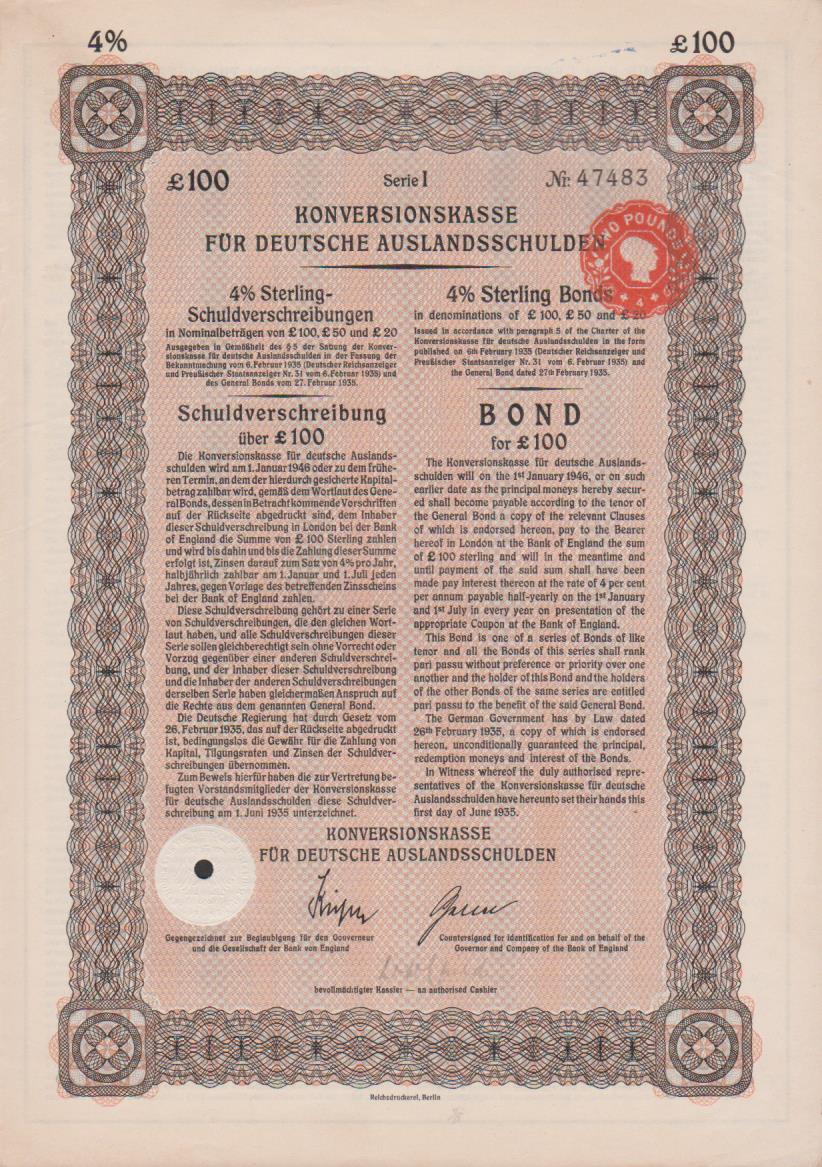 4%
£100
£100
Serie I
Nr. 47483
KONVERSIONSKASSE
FÜR DEUTSCHE AUSLANDSSCHULDEN
TWO POUNDS
4
4% Sterling-
Schuldverschreibungen
in Nominalbeträgen von £ 100, £ 50 und £ 20
Ausgegeben in Gemäßheit des § 5 der Satzung der Konver-
sionskasse für deutsche Auslandsschulden in der Fassung der
Bekanntmachung vom 6. Februar 1935 (Deutscher Reichsanzeiger
und Preußischer Staatsanzeiger Nr. 31 vom 6. Februar 1935) und
des General Bonds vom 27. Februar 1935.
Schuldverschreibung
über £ 100
Die Konversionskasse für deutsche Auslands-
schulden wird am 1. Januar 1946 oder zu dem frühe-
ren Termin, an dem der hierdurch gesicherte Kapital-
betrag zahlbar wird, gemäß dem Wortlaut des Gene-
ral Bonds, dessen in Betracht kommende Vorschriften
auf der Rückseite abgedruckt sind, dem Inhaber
dieser Schuldverschreibung in London bei der Bank
of England die Summe von £ 100 Sterling zahlen
und wird bis dahin und bis die Zahlung dieser Summe
erfolgt ist, Zinsen darauf zum Satz von 4% pro Jahr,
halbjährlich zahlbar am 1. Januar und 1. Juli jeden
Jahres, gegen Vorlage des betreffenden Zinsscheins
bei der Bank of England zahlen.
Diese Schuldverschreibung gehört zu einer Serie
von Schuldverschreibungen, die den gleichen Wort-
laut haben, und alle Schuldverschreibungen dieser
Serie sollen gleichberechtigt sein ohne Vorrecht oder
Vorzug gegenüber einer anderen Schuldverschrei-
bung, und der Inhaber dieser Schuldverschreibung
und die Inhaber der anderen Schuldverschreibungen
derselben Serie haben gleichermaßen Anspruch auf
die Rechte aus dem genannten General Bond.
Die Deutsche Regierung hat durch Gesetz vom
26. Februar 1935, das auf der Rückseite abgedruckt
ist, bedingungslos die Gewähr für die Zahlung von
Kapital, Tilgungsraten und Zinsen der Schuldver-
schreibungen übernommen.
Zum Beweis hierfür haben die zur Vertretung be-
fugten Vorstandsmitglieder der Konversionskasse
für deutsche Auslandsschulden diese Schuldver-
schreibung am 1. Juni 1935 unterzeichnet.
4% Sterling Bonds
in denominations of £ 100, £ 50 and £ 20
Issued in accordance with paragraph 5 of the Charter of the
Konversionskasse für deutsche Auslandsschulden in the form
published on 6th February 1935 (Deutscher Reichsanzeiger und
Preußischer Staatsanzeiger Nr. 31 vom 6. Februar 1935) and
the General Bond dated 27th February 1935.
BOND
for £ 100
The Konversionskasse für deutsche Auslands-
schulden will on the 1st January 1946, or on such
earlier date as the principal moneys hereby secur-
ed shall become payable according to the tenor of
the General Bond a copy of the relevant Clauses
of which is endorsed hereon, pay to the Bearer
hereof in London at the Bank of England the sum
of £ 100 sterling and will in the meantime and
until payment of the said sum shall have been
made pay interest thereon at the rate of 4 per cent
per annum payable half-yearly on the 1st January
and 1st July in every year on presentation of the
appropriate Coupon at the Bank of England.
This Bond is one of a series of Bonds of like
tenor and all the Bonds of this series shall rank
pari passu without preference or priority over one
another and the holder of this Bond and the holders
of the other Bonds of the same series are entitled
pari passu to the benefit of the said General Bond.
The German Government has by Law dated
26th February 1935, a copy of which is endorsed
hereon, unconditionally guaranteed the principal,
redemption moneys and interest of the Bonds.
In Witness whereof the duly authorised repre-
sentatives of the Konversionskasse für deutsche
Auslandsschulden have hereunto set their hands this
first day of June 1935.
KONVERSIONSKASSE
FÜR DEUTSCHE AUSLANDSSCHULDEN
Gegengezeichnet zur Beglaubigung für den Gouverneur
und die Gesellschaft der Bank von England
Countersigned for identification for and on behalf of the
Governor and Company of the Bank of England
bevollmächtigter Kassier — an authorised Cashier
Reichsdruckerei, Berlin